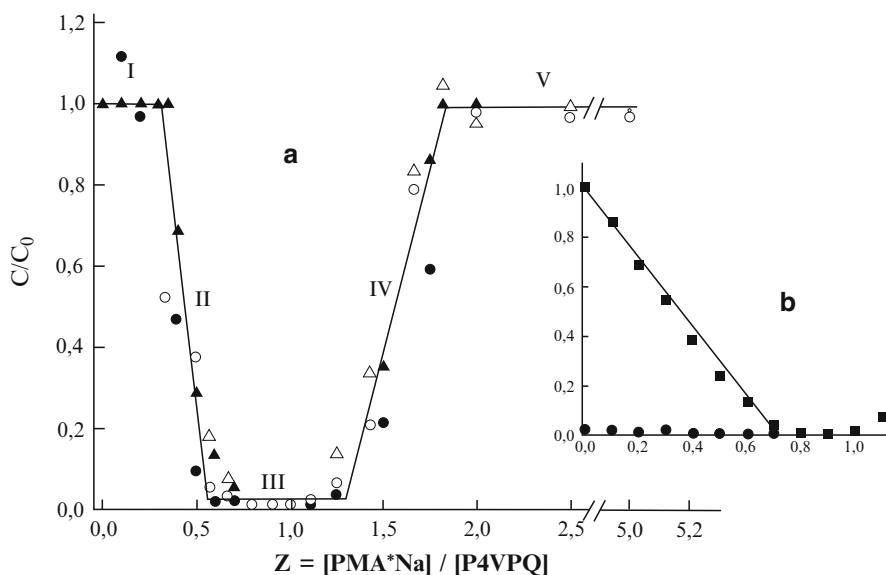 1,2
I
V
1,0
a
1,0
0,8
0,8
C/C0
0,6
IV
b
II
0,6
0,4
0,4
0,2
0,2
III
0,0
0,0 0,2 0,4 0,6 0,8 1,0
0,0
0,0 0,5 1,0 1,5 2,0 2,5 5,0 5,2
Z = [PMA*Na] / [P4VPQ]